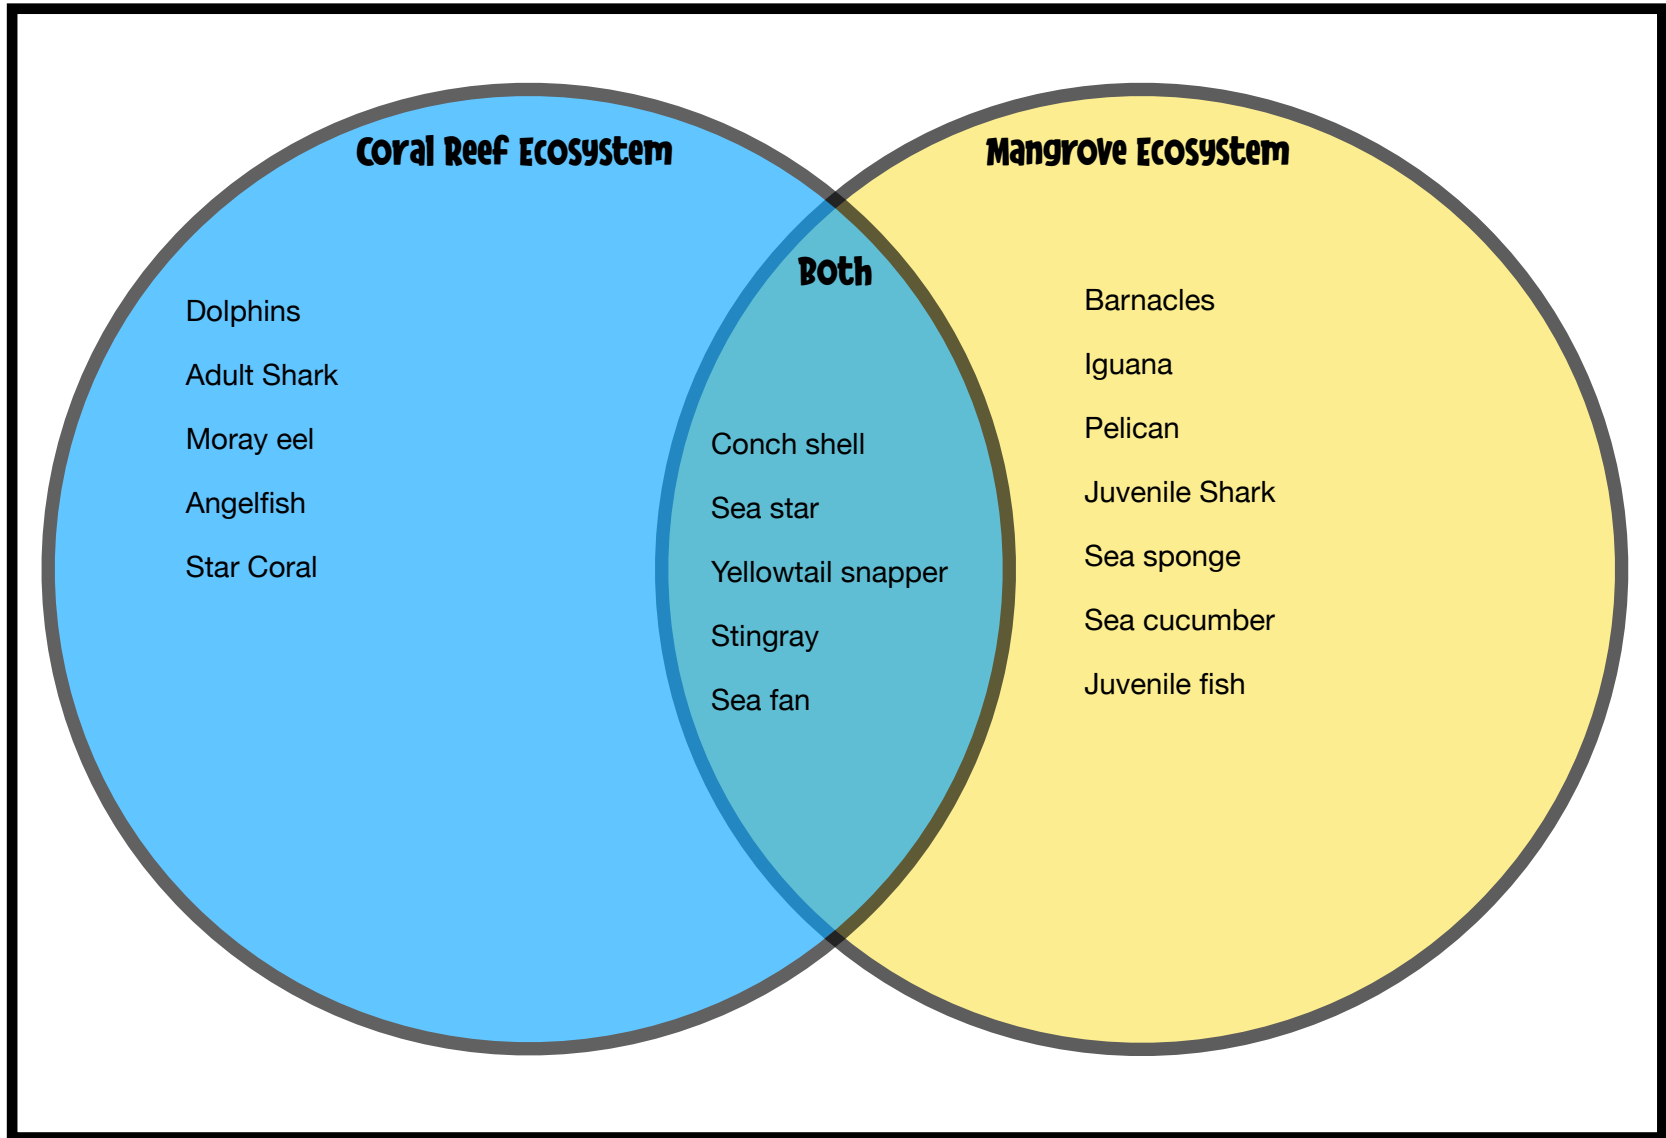 Coral Reef Ecosystem
Dolphins
Adult Shark
Moray eel
Angelfish
Star Coral
Both
Conch shell
Sea star
Yellowtail snapper
Stingray
Sea fan
Mangrove Ecosystem
Barnacles
Iguana
Pelican
Juvenile Shark
Sea sponge
Sea cucumber
Juvenile fish